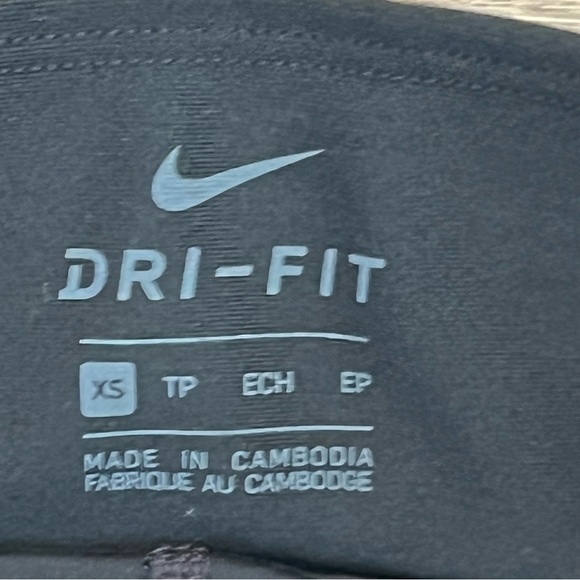 DRI-FIT
XS TP ECH EP
MADE IN CAMBODIA
FABRIQUE AU CAMBODGE